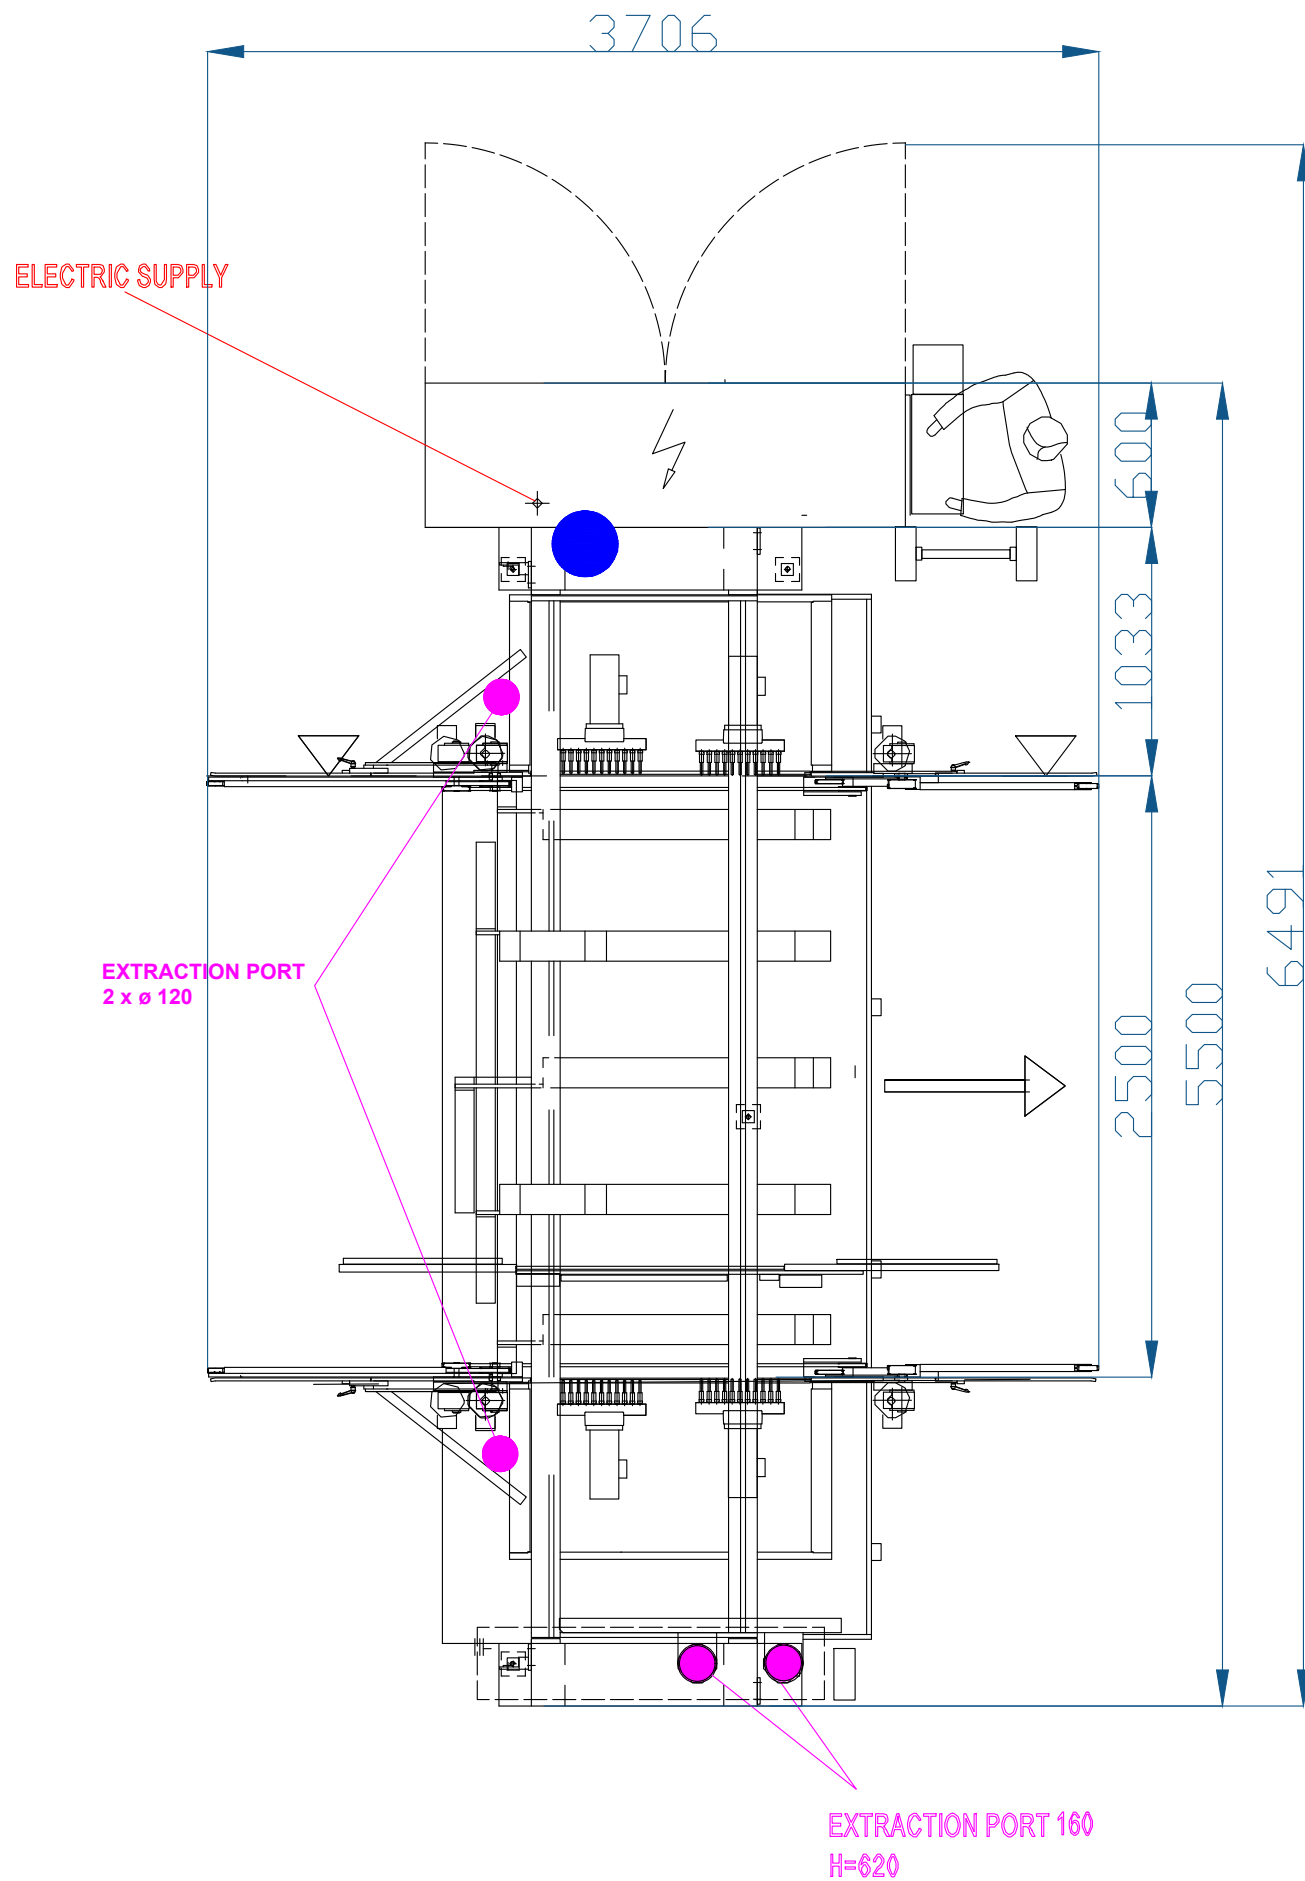 3706
ELECTRIC SUPPLY
600
1033
6491
EXTRACTION PORT
2 x ø 120
5500
2500
EXTRACTION PORT 160
H=620